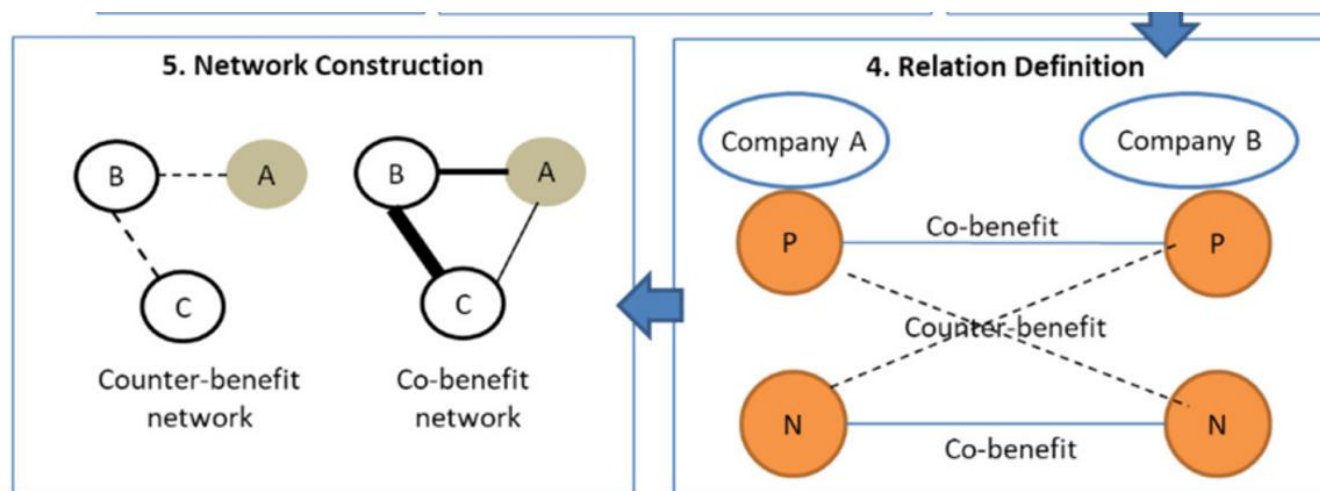 5. Network Construction
B
A
C
Counter-benefit
network
B
A
C
Co-benefit
network
4. Relation Definition
Company A
Company B
P
Co-benefit
P
Counter-benefit
N
Co-benefit
N